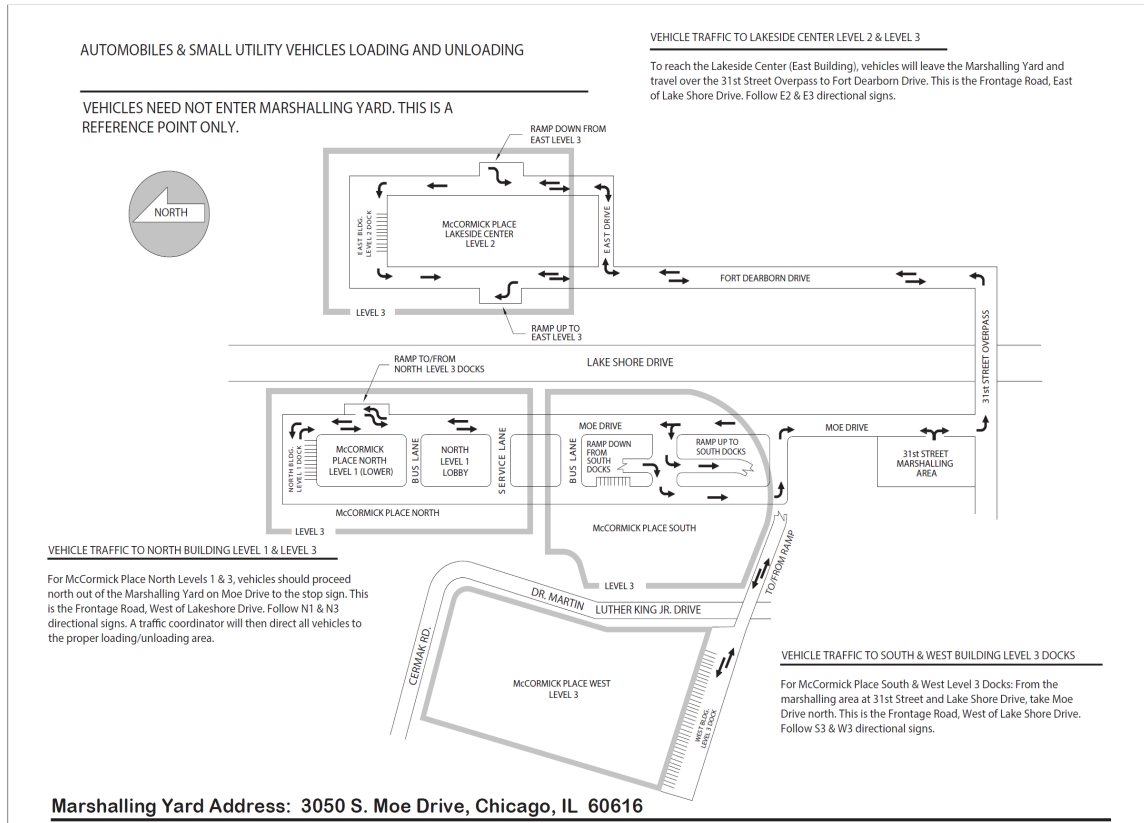 AUTOMOBILES & SMALL UTILITY VEHICLES LOADING AND UNLOADING
VEHICLES NEED NOT ENTER MARSHALLING YARD. THIS IS A
REFERENCE POINT ONLY.
VEHICLE TRAFFIC TO LAKESIDE CENTER LEVEL 2 & LEVEL 3
To reach the Lakeside Center (East Building), vehicles will leave the Marshalling Yard and
travel over the 31st Street Overpass to Fort Dearborn Drive. This is the Frontage Road, East
of Lake Shore Drive. Follow E2 & E3 directional signs.
NORTH
RAMP DOWN FROM
EAST LEVEL 3
EAST BLDG.
LEVEL 2 DOCK
McCORMICK PLACE
LAKESIDE CENTER
LEVEL 2
EAST DRIVE
FORT DEARBORN DRIVE
LEVEL 3
RAMP UP TO
EAST LEVEL 3
31st STREET OVERPASS
LAKE SHORE DRIVE
RAMP TO/FROM
NORTH LEVEL 3 DOCKS
NORTH BLDG.
LEVEL 1 DOCK
McCORMICK
PLACE NORTH
LEVEL 1 (LOWER)
BUS LANE
NORTH
LEVEL 1
LOBBY
SERVICE LANE
BUS LANE
MOE DRIVE
RAMP DOWN
FROM
SOUTH
DOCKS
RAMP UP TO
SOUTH DOCKS
MOE DRIVE
31st STREET
MARSHALLING
AREA
McCORMICK PLACE NORTH
LEVEL 3
McCORMICK PLACE SOUTH
LEVEL 3
TO/FROM RAMP
VEHICLE TRAFFIC TO NORTH BUILDING LEVEL 1 & LEVEL 3
For McCormick Place North Levels 1 & 3, vehicles should proceed
north out of the Marshalling Yard on Moe Drive to the stop sign. This
is the Frontage Road, West of Lakeshore Drive. Follow N1 & N3
directional signs. A traffic coordinator will then direct all vehicles to
the proper loading/unloading area.
DR. MARTIN LUTHER KING JR. DRIVE
CERMAK RD.
McCORMICK PLACE WEST
LEVEL 3
WEST BLDG.
LEVEL 3 DOCK
VEHICLE TRAFFIC TO SOUTH & WEST BUILDING LEVEL 3 DOCKS
For McCormick Place South & West Level 3 Docks: From the
marshalling area at 31st Street and Lake Shore Drive, take Moe
Drive north. This is the Frontage Road, West of Lake Shore Drive.
Follow S3 & W3 directional signs.
Marshalling Yard Address: 3050 S. Moe Drive, Chicago, IL 60616